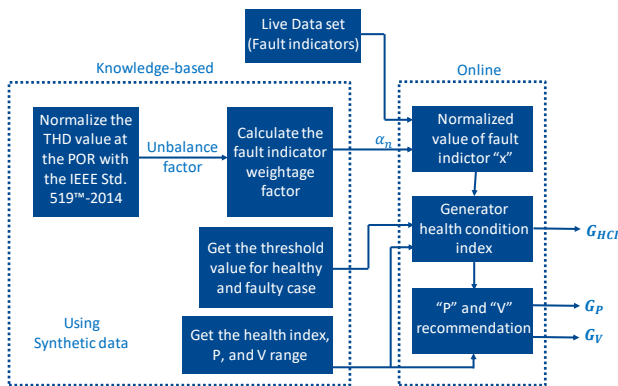 Live Data set
(Fault indicators)
Knowledge-based
Online
Normalize the
THD value at
the POR with
the IEEE Std.
519™-2014
Unbalance
factor
Calculate the
fault indicator
weightage
factor
αn
Normalized
value of fault
indictor “x”
Get the threshold
value for healthy
and faulty case
Generator
health condition
index
GHCI
Using
Synthetic data
Get the health index,
P, and V range
“P” and “V”
recommendation
GP
GV